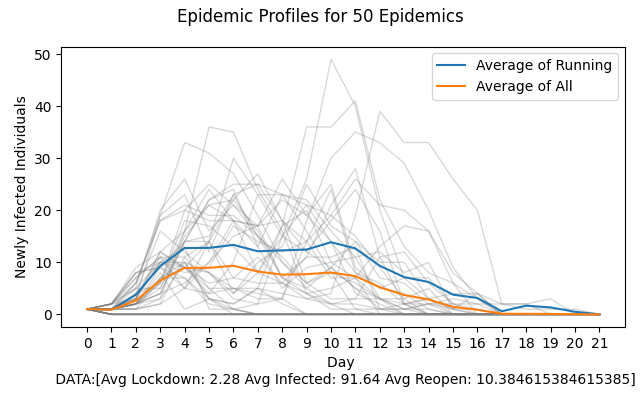 Epidemic Profiles for 50 Epidemics
Newly Infected Individuals
50
40
30
20
10
0
Average of Running
Average of All
0 1 2 3 4 5 6 7 8 9 10 11 12 13 14 15 16 17 18 19 20 21
Day
DATA:[Avg Lockdown: 2.28 Avg Infected: 91.64 Avg Reopen: 10.384615384615385]